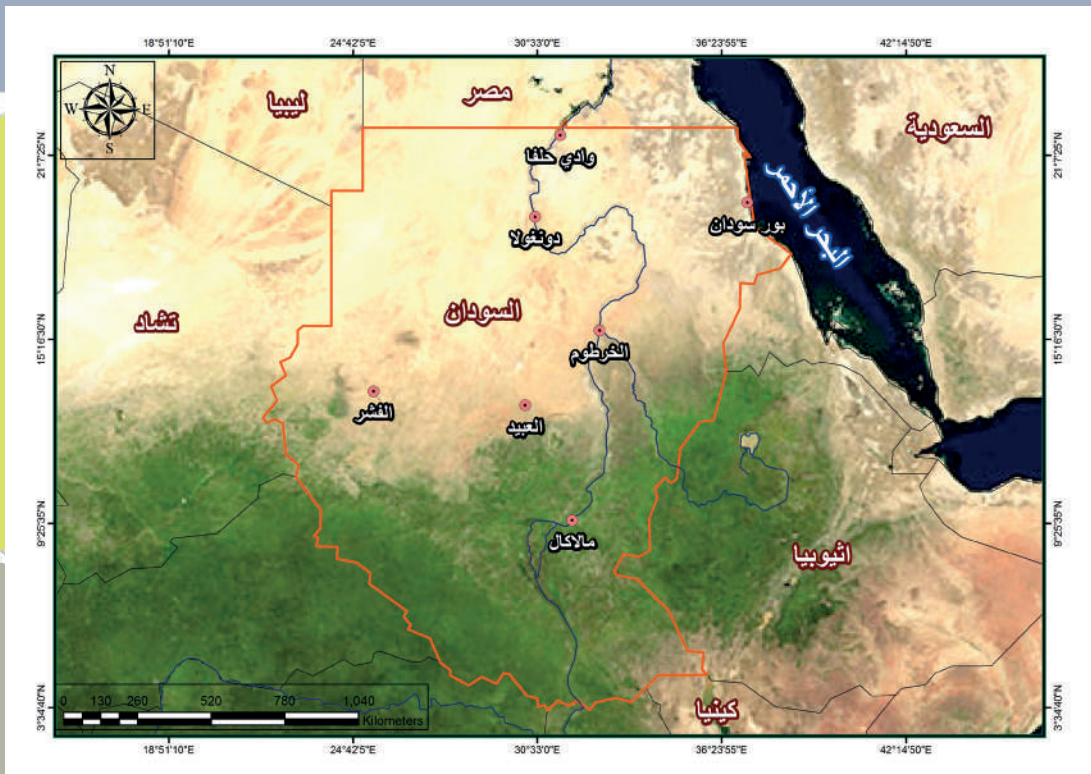 18°51'10"E 24°42'5"E 30°33'0"E 36°23'55"E 42°14'50"E
N
W E
S
ليبيا
مصر
السعودية
21°7'25"N
21°7'25"N
وادي حلفا
البحر الأحمر
دونغولا
بور سودان
تشاد
السودان
15°16'30"N
15°16'30"N
الخرطوم
الفشر
العبيد
9°25'35"N
9°25'35"N
مالاكال
اثيوبيا
كينيا
0 130 260 520 780 1,040
Kilometers
3°34'40"N
3°34'40"N
18°51'10"E 24°42'5"E 30°33'0"E 36°23'55"E 42°14'50"E